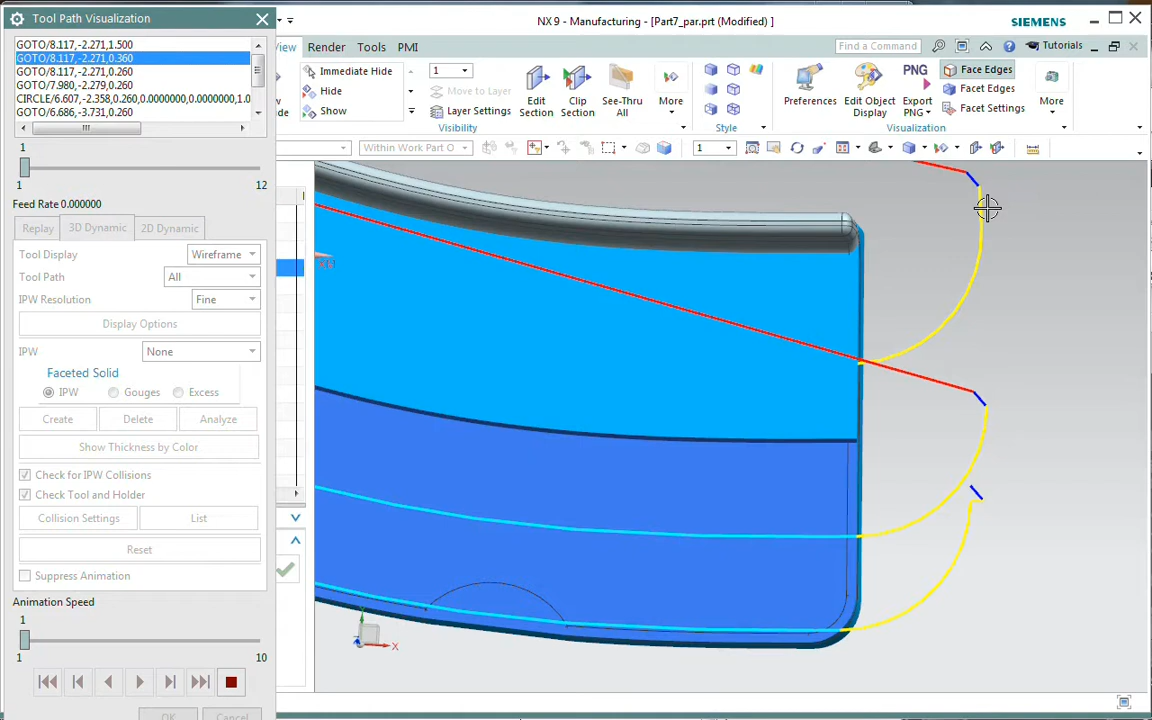 Tool Path Visualization
NX 9 - Manufacturing - [Part7_par.prt (Modified) ]
SIEMENS
GOTO/8.117,-2.271,1.500
GOTO/8.117,-2.271,0.360
GOTO/8.117,-2.271,0.260
GOTO/7.980,-2.279,0.260
CIRCLE/6.607,-2.358,0.260,0.0000000,0.0000000,1.0
GOTO/6.686,-3.731,0.260
View
Render
Tools
PMI
Find a Command
Tutorials
Immediate Hide
Hide
Show
1
Move to Layer
Layer Settings
Visibility
Edit
Section
Clip
Section
See-Thru
All
More
Style
Preferences
Edit Object
Display
PNG
Export
PNG
Face Edges
Facet Edges
Facet Settings
More
Visualization
Within Work Part O
1
1
1
12
Feed Rate 0.000000
Replay
3D Dynamic
2D Dynamic
Tool Display
Wireframe
Tool Path
All
IPW Resolution
Fine
Display Options
IPW
None
Faceted Solid
IPW
Gouges
Excess
Create
Delete
Analyze
Show Thickness by Color
Check for IPW Collisions
Check Tool and Holder
Collision Settings
List
Reset
Suppress Animation
Animation Speed
1
1
10
OK
Cancel
X